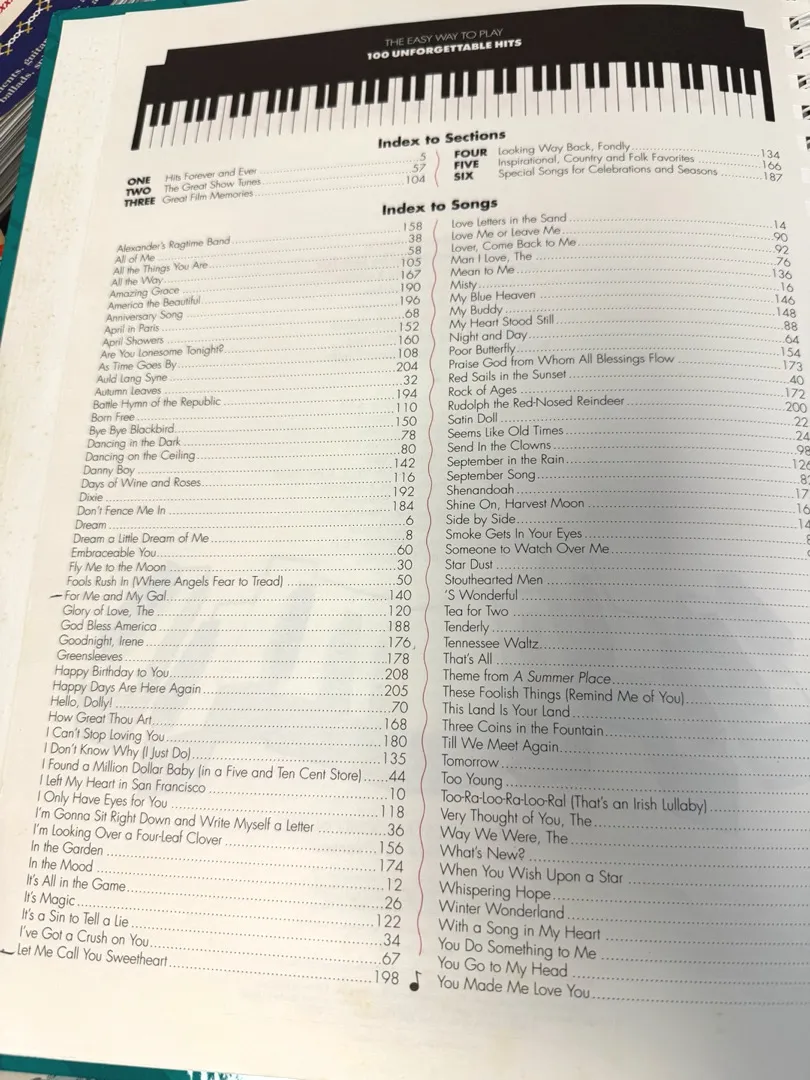 ents, guitar
ballads, s
THE EASY WAY TO PLAY
100 UNFORGETTABLE HITS
Index to Sections
ONE Hits Forever and Ever 5
TWO The Great Show Tunes 57
THREE Great Film Memories 104
FOUR Looking Way Back, Fondly 134
FIVE Inspirational, Country and Folk Favorites 166
SIX Special Songs for Celebrations and Seasons 187
Index to Songs
Alexander's Ragtime Band 158
All of Me 38
All the Things You Are 58
All the Way 105
Amazing Grace 167
America the Beautiful 190
Anniversary Song 196
April in Paris 68
April Showers 152
Are You Lonesome Tonight? 160
As Time Goes By 108
Auld Lang Syne 204
Autumn Leaves 32
Battle Hymn of the Republic 194
Born Free 110
Bye Bye Blackbird 150
Dancing in the Dark 78
Dancing on the Ceiling 80
Danny Boy 142
Days of Wine and Roses 116
Dixie 192
Don't Fence Me In 184
Dream 6
Dream a Little Dream of Me 8
Embraceable You 60
Fly Me to the Moon 30
Fools Rush In (Where Angels Fear to Tread) 50
For Me and My Gal 140
Glory of Love, The 120
God Bless America 188
Goodnight, Irene 176
Greensleeves 178
Happy Birthday to You 208
Happy Days Are Here Again 205
Hello, Dolly! 70
How Great Thou Art 168
I Can't Stop Loving You 180
I Don't Know Why (I Just Do) 135
I Found a Million Dollar Baby (in a Five and Ten Cent Store) 44
I Left My Heart in San Francisco 10
I Only Have Eyes for You 118
I'm Gonna Sit Right Down and Write Myself a Letter 36
I'm Looking Over a Four-Leaf Clover 156
In the Garden 174
In the Mood 12
It's All in the Game 26
It's Magic 122
It's a Sin to Tell a Lie 34
I've Got a Crush on You 67
Let Me Call You Sweetheart 198
Love Letters in the Sand 14
Love Me or Leave Me 90
Lover, Come Back to Me 92
Man I Love, The 76
Mean to Me 136
Misty 16
My Blue Heaven 146
My Buddy 148
My Heart Stood Still 88
Night and Day 64
Poor Butterfly 154
Praise God from Whom All Blessings Flow 173
Red Sails in the Sunset 40
Rock of Ages 172
Rudolph the Red-Nosed Reindeer 200
Satin Doll 22
Seems Like Old Times 24
Send In the Clowns 98
September in the Rain 126
September Song
Shenandoah
Shine On, Harvest Moon
Side by Side
Smoke Gets In Your Eyes
Someone to Watch Over Me
Star Dust
Stouthearted Men
'S Wonderful
Tea for Two
Tenderly
Tennessee Waltz
That's All
Theme from A Summer Place
These Foolish Things (Remind Me of You)
This Land Is Your Land
Three Coins in the Fountain
Till We Meet Again
Tomorrow
Too Young
Too-Ra-Loo-Ra-Loo-Ral (That's an Irish Lullaby)
Very Thought of You, The
Way We Were, The
What's New?
When You Wish Upon a Star
Whispering Hope
Winter Wonderland
With a Song in My Heart
You Do Something to Me
You Go to My Head
You Made Me Love You